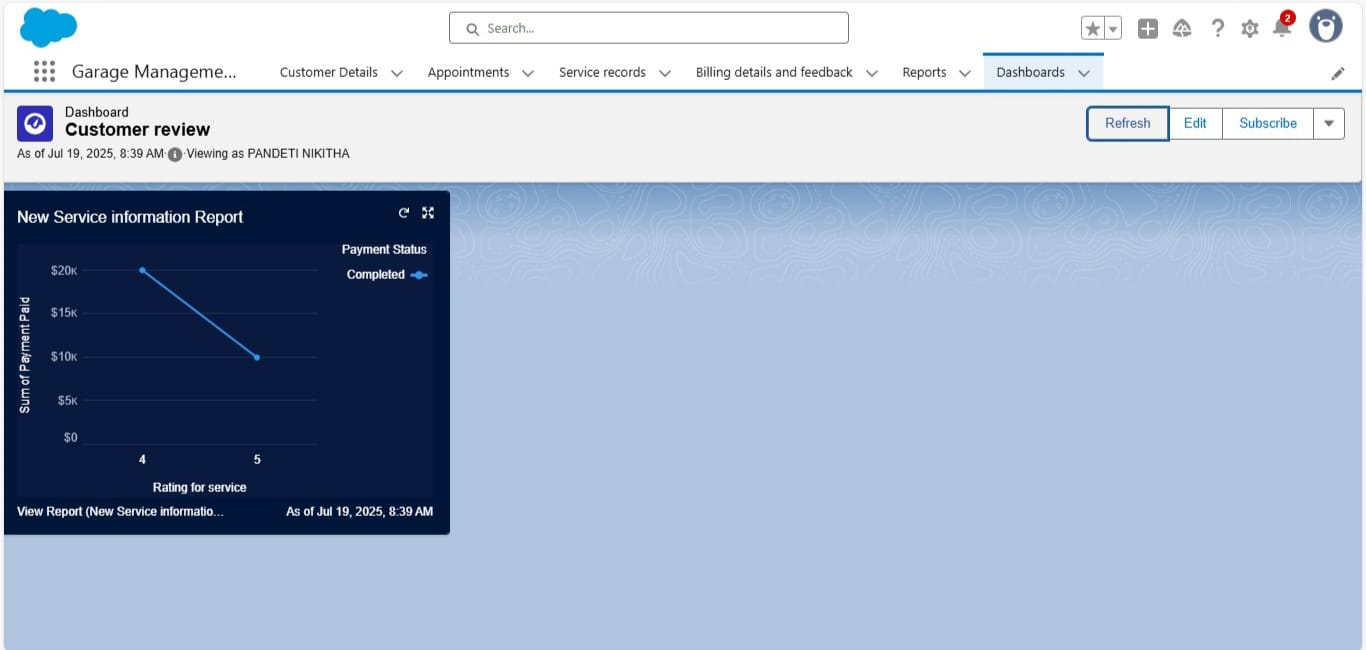 Search...
2
Garage Manageme...
Customer Details
Appointments
Service records
Billing details and feedback
Reports
Dashboards
Dashboard
Customer review
As of Jul 19, 2025, 8:39 AM·Viewing as PANDETI NIKITHA
Refresh
Edit
Subscribe
New Service information Report
Payment Status
Completed
Sum of Payment Paid
$20K
$15K
$10K
$5K
$0
4
5
Rating for service
View Report (New Service informatio...
As of Jul 19, 2025, 8:39 AM